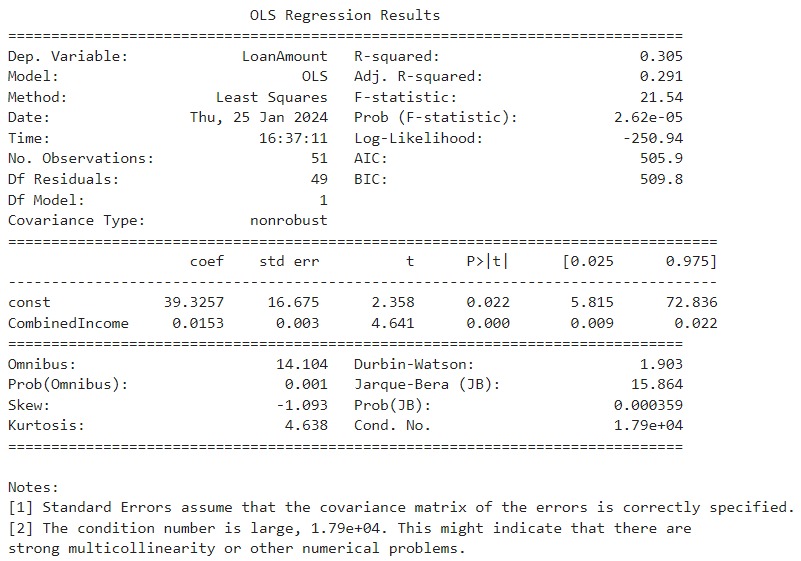 OLS Regression Results
==============================================================================
Dep. Variable: LoanAmount R-squared: 0.305
Model: OLS Adj. R-squared: 0.291
Method: Least Squares F-statistic: 21.54
Date: Thu, 25 Jan 2024 Prob (F-statistic): 2.62e-05
Time: 16:37:11 Log-Likelihood: -250.94
No. Observations: 51 AIC: 505.9
Df Residuals: 49 BIC: 509.8
Df Model: 1
Covariance Type: nonrobust
==================================================================================
coef std err t P>|t| [0.025 0.975]
----------------------------------------------------------------------------------
const 39.3257 16.675 2.358 0.022 5.815 72.836
CombinedIncome 0.0153 0.003 4.641 0.000 0.009 0.022
==============================================================================
Omnibus: 14.104 Durbin-Watson: 1.903
Prob(Omnibus): 0.001 Jarque-Bera (JB): 15.864
Skew: -1.093 Prob(JB): 0.000359
Kurtosis: 4.638 Cond. No. 1.79e+04
==============================================================================
Notes:
[1] Standard Errors assume that the covariance matrix of the errors is correctly specified.
[2] The condition number is large, 1.79e+04. This might indicate that there are
strong multicollinearity or other numerical problems.